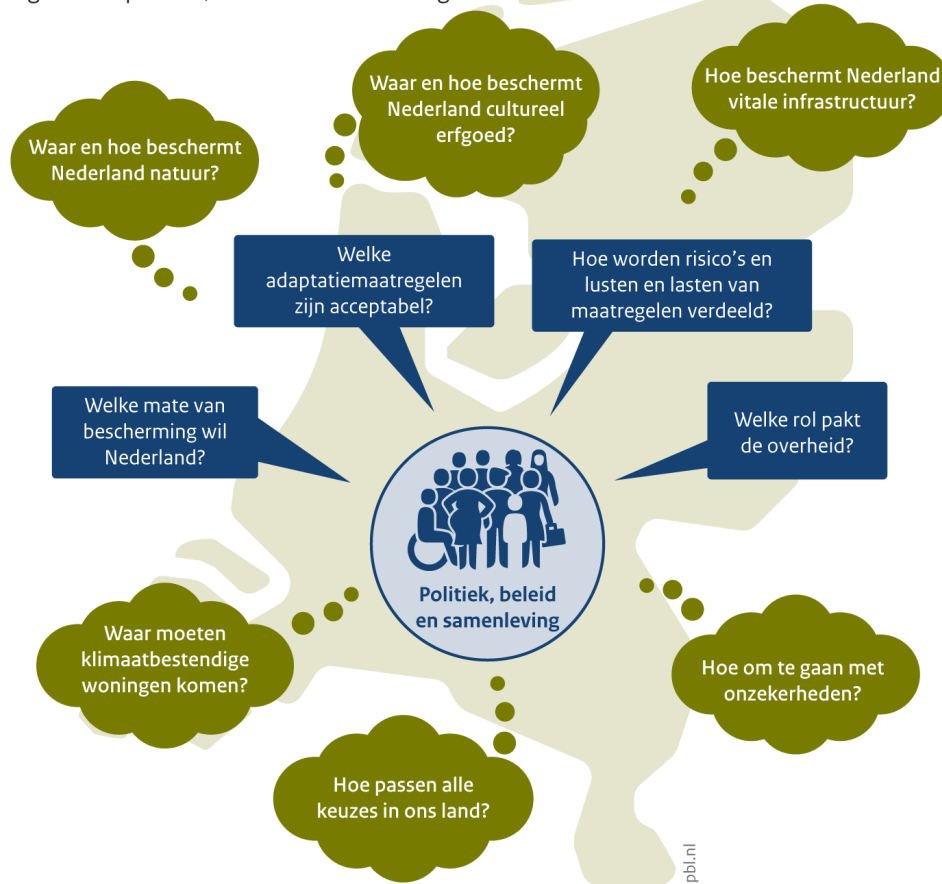 Waar en hoe beschermt
Nederland cultureel
erfgoed?
Hoe beschermt Nederland
vitale infrastructuur?
Waar en hoe beschermt
Nederland natuur?
Welke
adaptatiemaatregelen
zijn acceptabel?
Hoe worden risico's en
lusten en lasten van
maatregelen verdeeld?
Welke mate van
bescherming wil
Nederland?
Welke rol pakt
de overheid?
Politiek, beleid
en samenleving
Waar moeten
klimaatbestendige
woningen komen?
Hoe om te gaan met
onzekerheden?
Hoe passen alle
keuzes in ons land?
pbl.nl